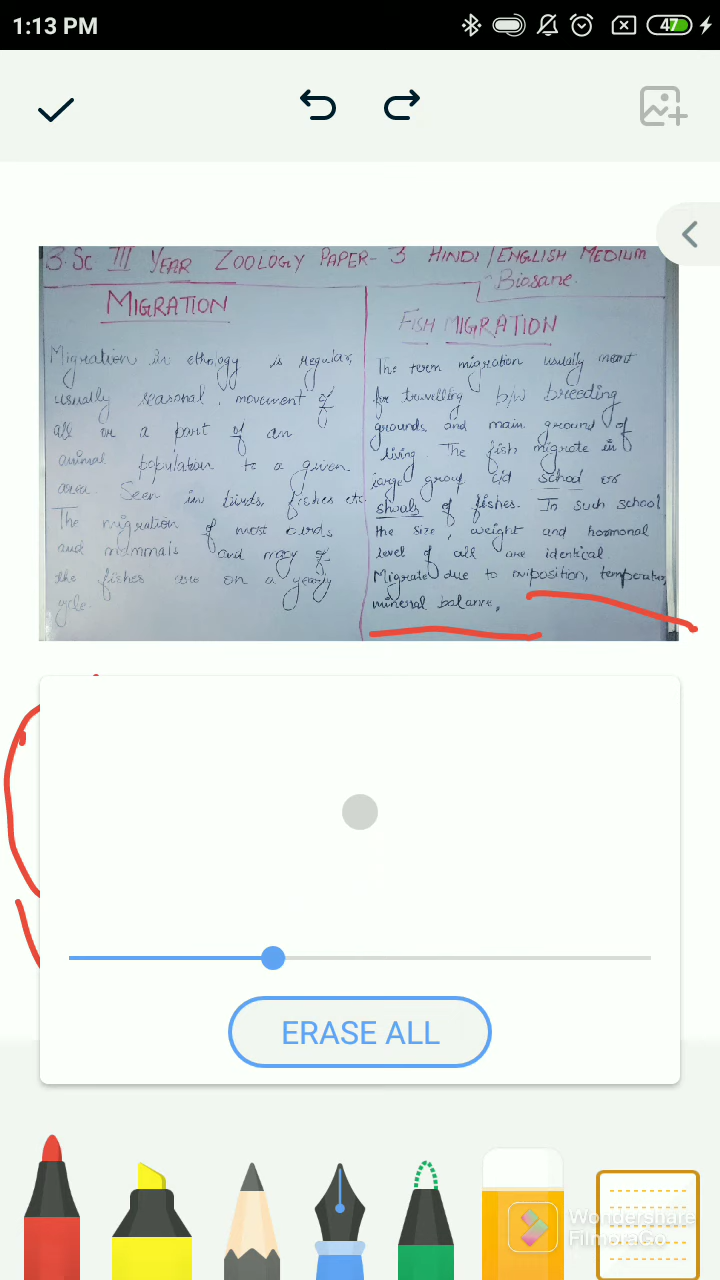 1:13 PM
47
B.Sc III YEAR ZOOLOGY PAPER- 3 HINDI/ENGLISH MEDIUM
Biosane.
MIGRATION
Migration in ethology is regular,
usually seasonal, movement of
all or a part of an
animal population to a given
area. Seen in birds, fishes etc.
The migration of most birds
and mammals and many of
the fishes are on a yearly
cycle.
FISH MIGRATION
The term migration usually
for travelling b/w breeding
grounds and main ground of
living. The fish migrate in
large group school or
shoals of fishes. In such school
the size, weight and hormonal
level of all are identical.
Migrate due to oviposition, temperature,
mineral balance,
ERASE ALL
Wondershare
FilmoraGo